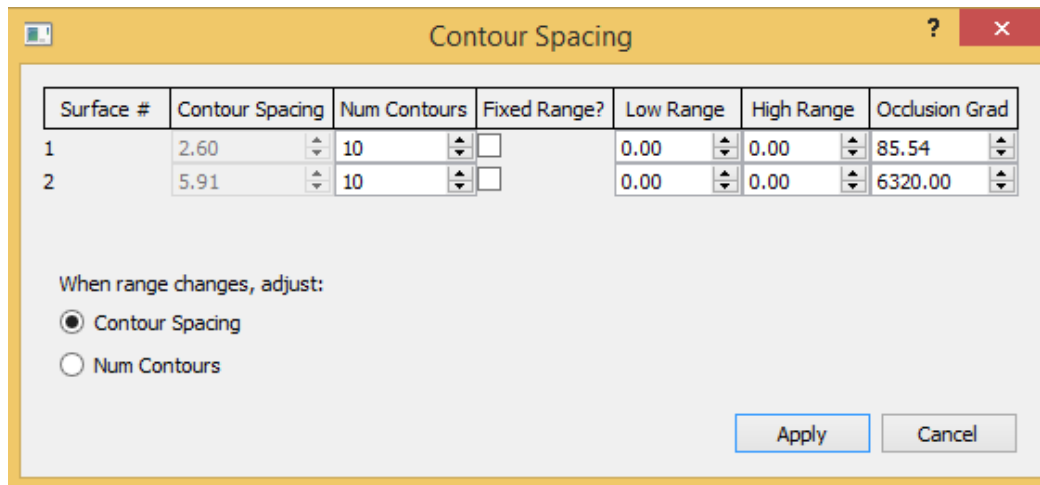 Contour Spacing
?
Surface # Contour Spacing Num Contours Fixed Range? Low Range High Range Occlusion Grad
1 2.60 10 0.00 0.00 85.54
2 5.91 10 0.00 0.00 6320.00
When range changes, adjust:
Contour Spacing
Num Contours
Apply Cancel